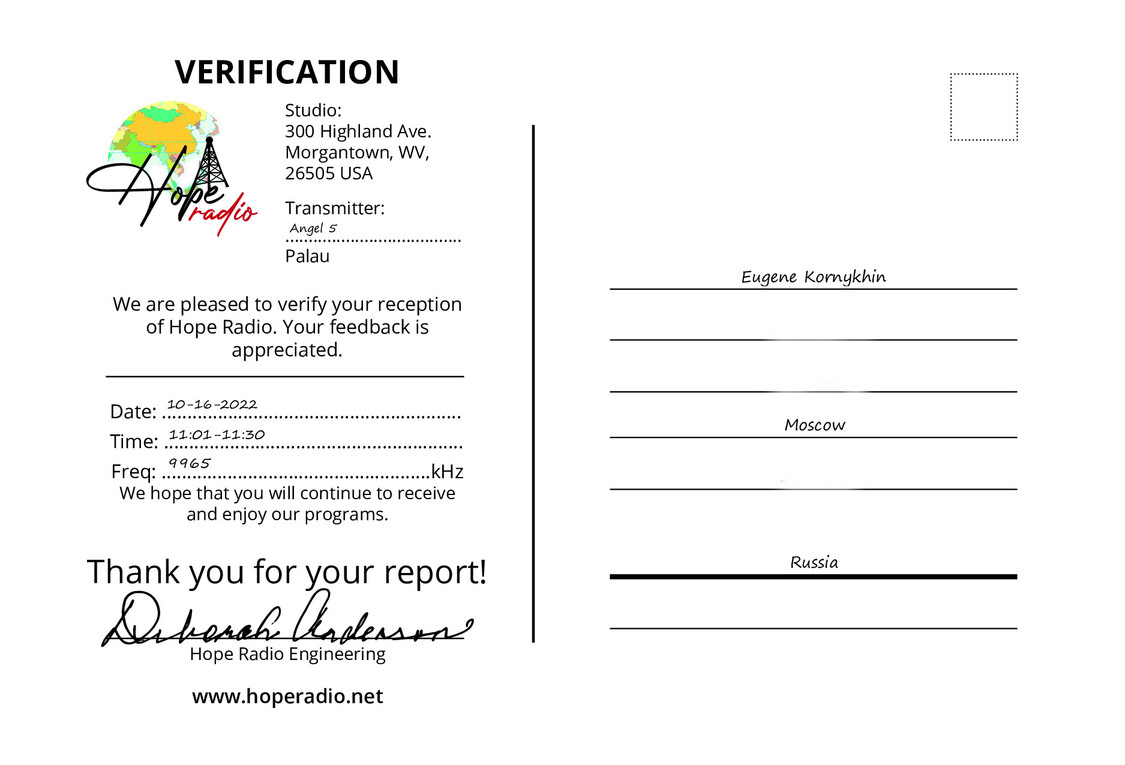 VERIFICATION
Hope
radio
Studio:
300 Highland Ave.
Morgantown, WV,
26505 USA
Transmitter:
Angel 5
Palau
We are pleased to verify your reception
of Hope Radio. Your feedback is
appreciated.
Date: 10-16-2022
Time: 11:01-11:30
Freq: 9965 kHz
We hope that you will continue to receive
and enjoy our programs.
Thank you for your report!
Deborah Anderson
Hope Radio Engineering
www.hoperadio.net
Eugene Kornykhin
Moscow
Russia